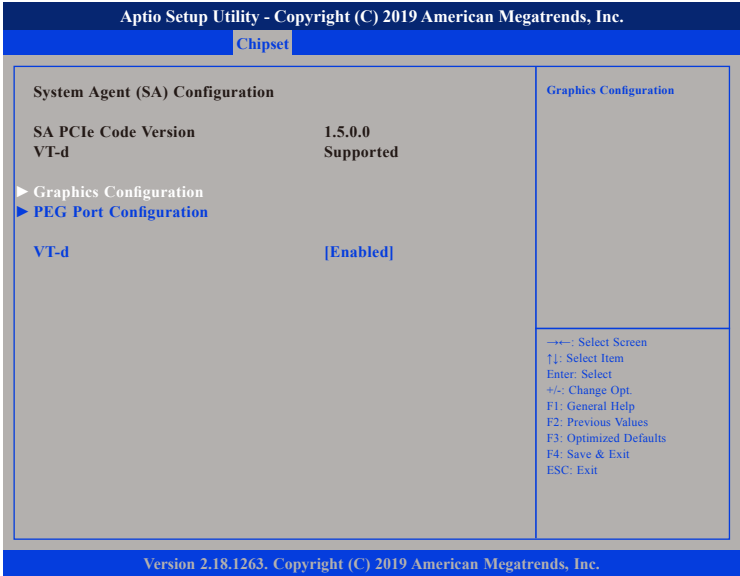 Aptio Setup Utility - Copyright (C) 2019 American Megatrends, Inc.
Chipset
System Agent (SA) Configuration
SA PCIe Code Version 1.5.0.0
VT-d Supported
► Graphics Configuration
► PEG Port Configuration
VT-d [Enabled]
Graphics Configuration
→←: Select Screen
↑↓: Select Item
Enter: Select
+/-: Change Opt.
F1: General Help
F2: Previous Values
F3: Optimized Defaults
F4: Save & Exit
ESC: Exit
Version 2.18.1263. Copyright (C) 2019 American Megatrends, Inc.